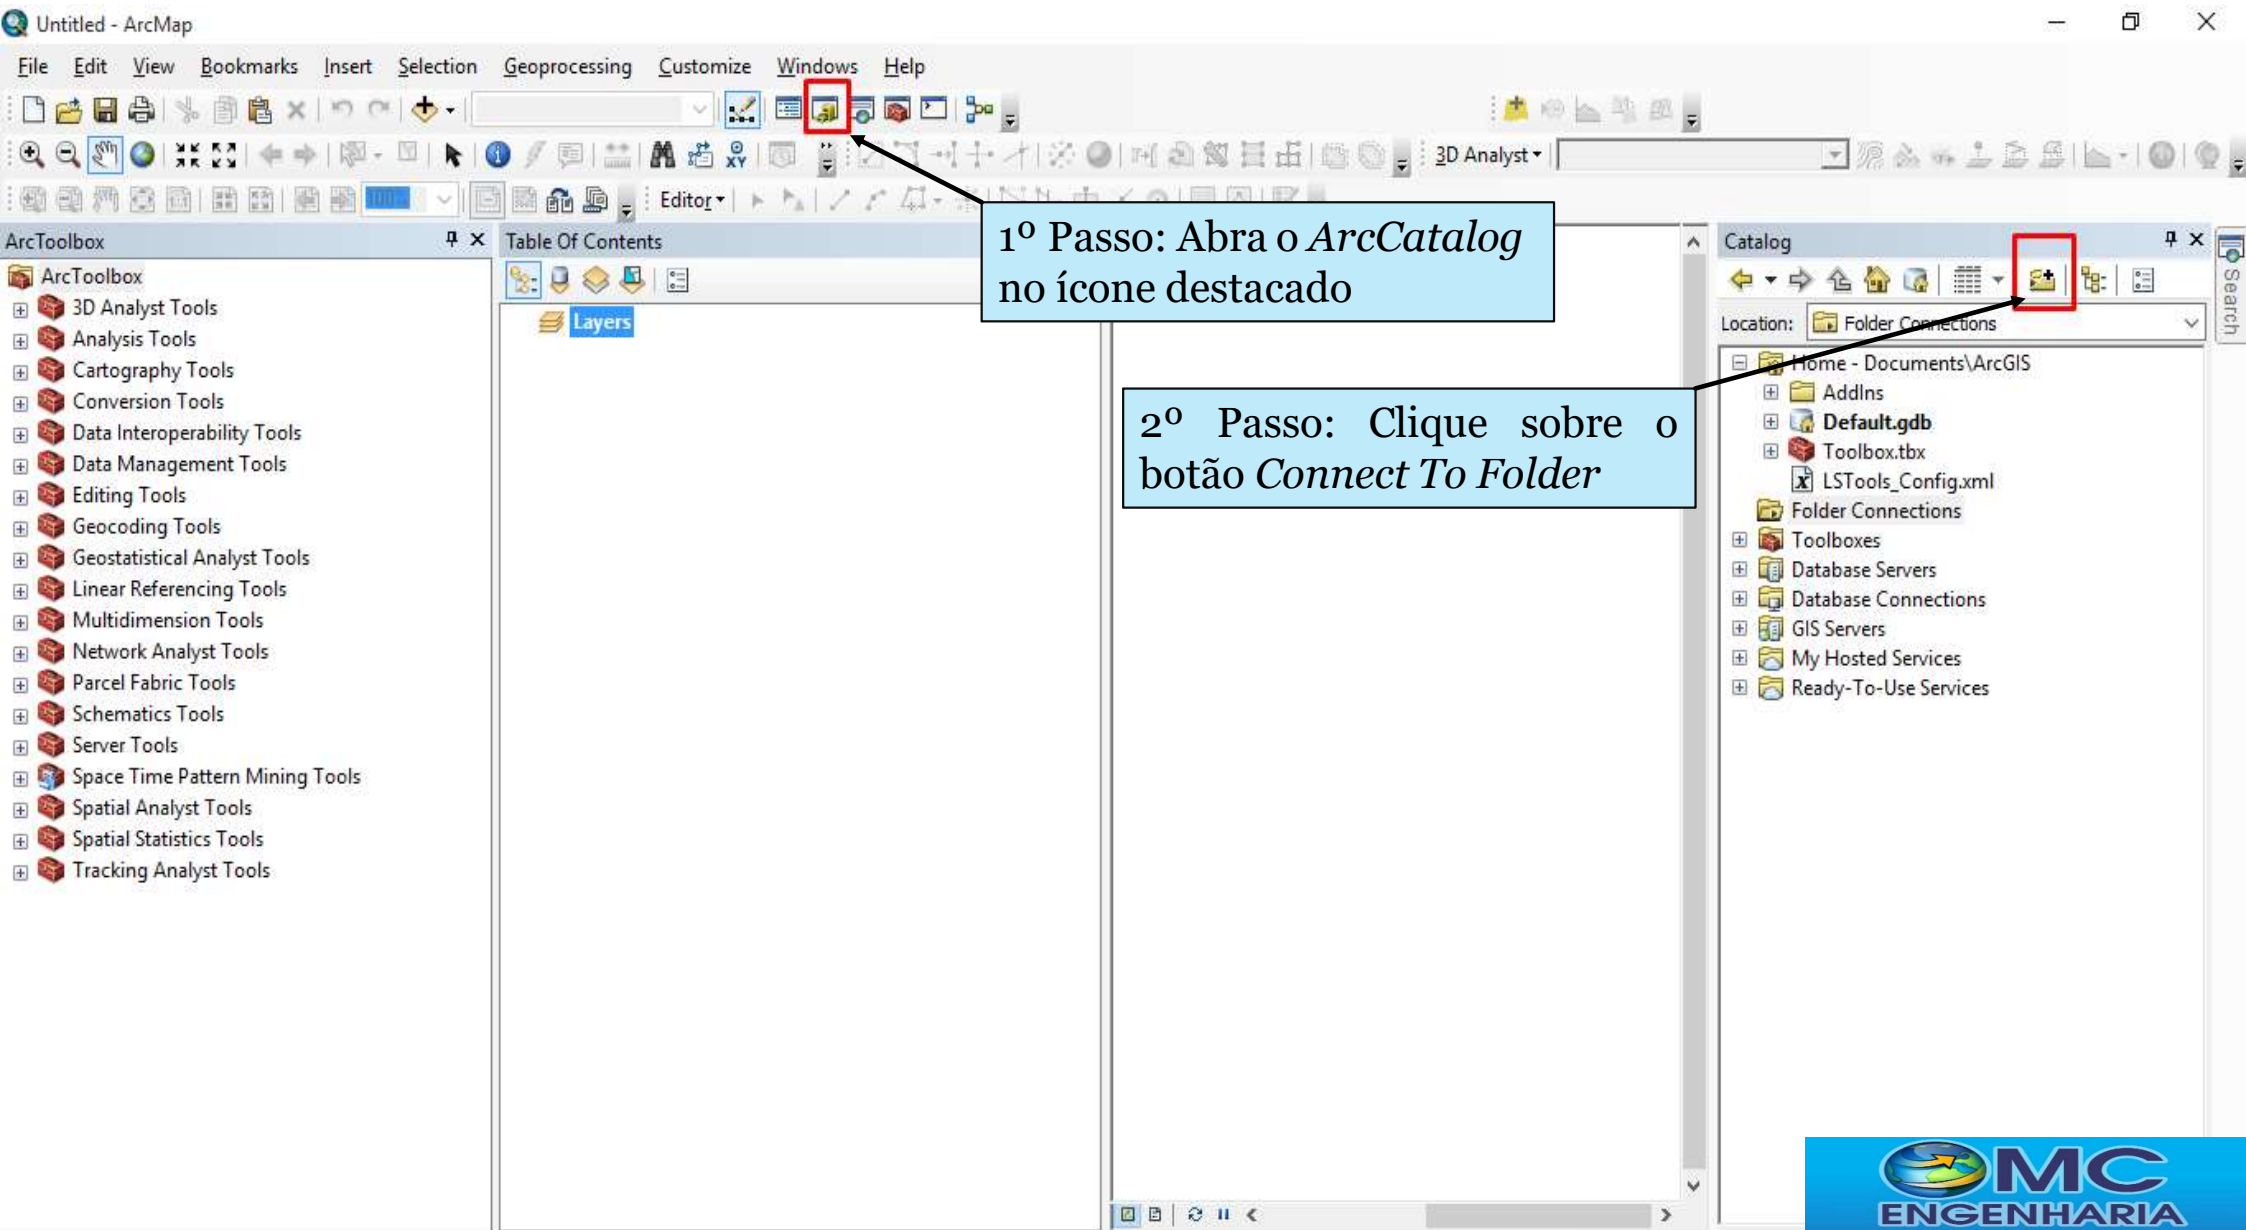 Untitled - ArcMap
File Edit View Bookmarks Insert Selection Geoprocessing Customize Windows Help
3D Analyst
100%
Editor
ArcToolbox
ArcToolbox
3D Analyst Tools
Analysis Tools
Cartography Tools
Conversion Tools
Data Interoperability Tools
Data Management Tools
Editing Tools
Geocoding Tools
Geostatistical Analyst Tools
Linear Referencing Tools
Multidimension Tools
Network Analyst Tools
Parcel Fabric Tools
Schematics Tools
Server Tools
Space Time Pattern Mining Tools
Spatial Analyst Tools
Spatial Statistics Tools
Tracking Analyst Tools
Table Of Contents
Layers
1º Passo: Abra o ArcCatalog
no ícone destacado
2º Passo: Clique sobre o
botão Connect To Folder
Catalog
Location: Folder Connections
Home - Documents\ArcGIS
AddIns
Default.gdb
Toolbox.tbx
LSTools_Config.xml
Folder Connections
Toolboxes
Database Servers
Database Connections
GIS Servers
My Hosted Services
Ready-To-Use Services
Search
MC
ENGENHARIA